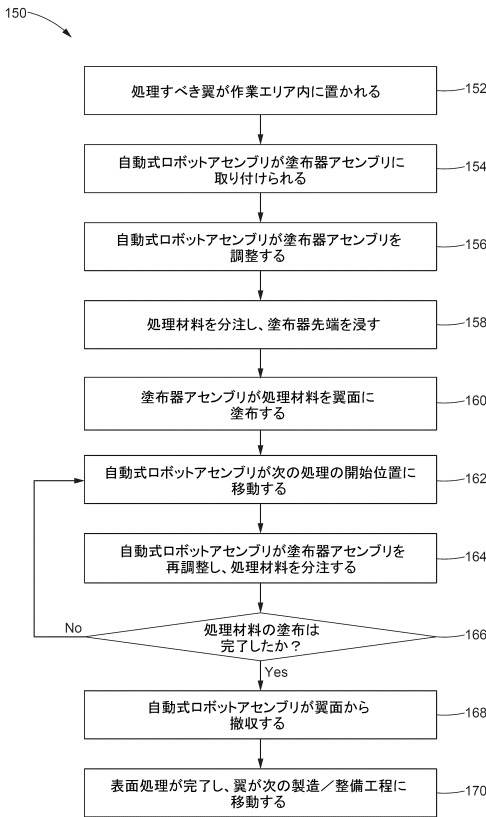 150
処理すべき翼が作業エリア内に置かれる
152
自動式ロボットアセンブリが塗布器アセンブリに
取り付けられる
154
自動式ロボットアセンブリが塗布器アセンブリを
調整する
156
処理材料を分注し、塗布器先端を浸す
158
塗布器アセンブリが処理材料を翼面に
塗布する
160
自動式ロボットアセンブリが次の処理の開始位置に
移動する
162
自動式ロボットアセンブリが塗布器アセンブリを
再調整し、処理材料を分注する
164
No
処理材料の塗布は
完了したか？
166
Yes
自動式ロボットアセンブリが翼面から
撤収する
168
表面処理が完了し、翼が次の製造／整備工程に
移動する
170